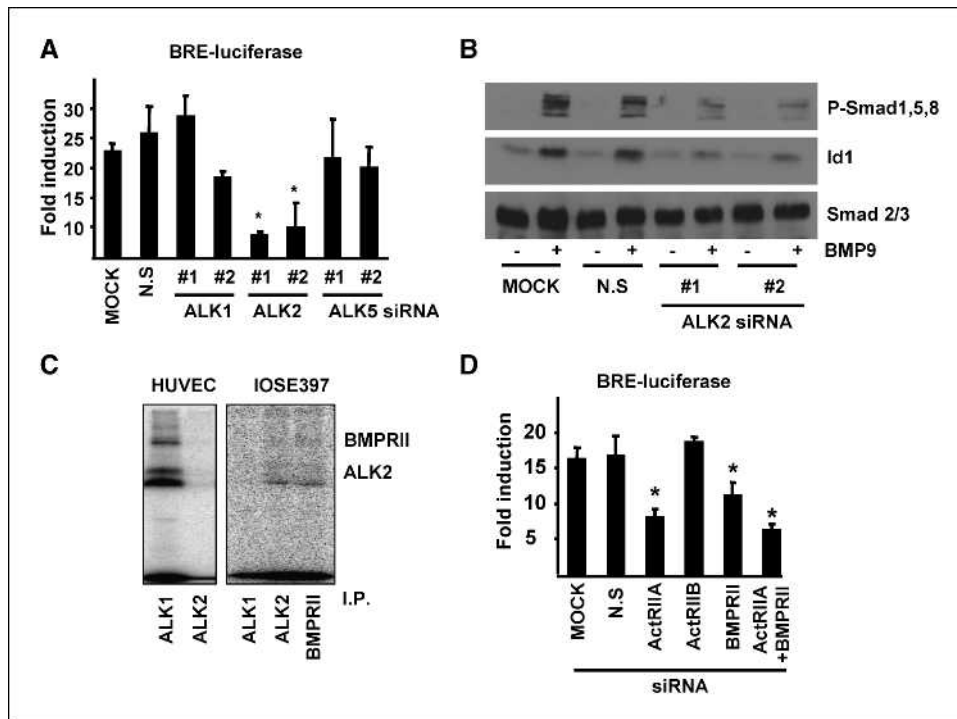 A
BRE-luciferase
Fold induction
25
20
15
10
MOCK
N.S
#1 #2 #1 #2 #1 #2
ALK1 ALK2 ALK5 siRNA
* *
B
P-Smad1,5,8
Id1
Smad 2/3
- + - + - + - + BMP9
MOCK N.S #1 #2
ALK2 siRNA
C
HUVEC IOSE397
BMPRII
ALK2
I.P.
ALK1
ALK2
ALK1
ALK2
BMPRII
D
BRE-luciferase
Fold induction
20
15
10
5
* * *
MOCK
N.S
ActRIIA
ActRIIB
BMPRII
ActRIIA
+BMPRII
siRNA